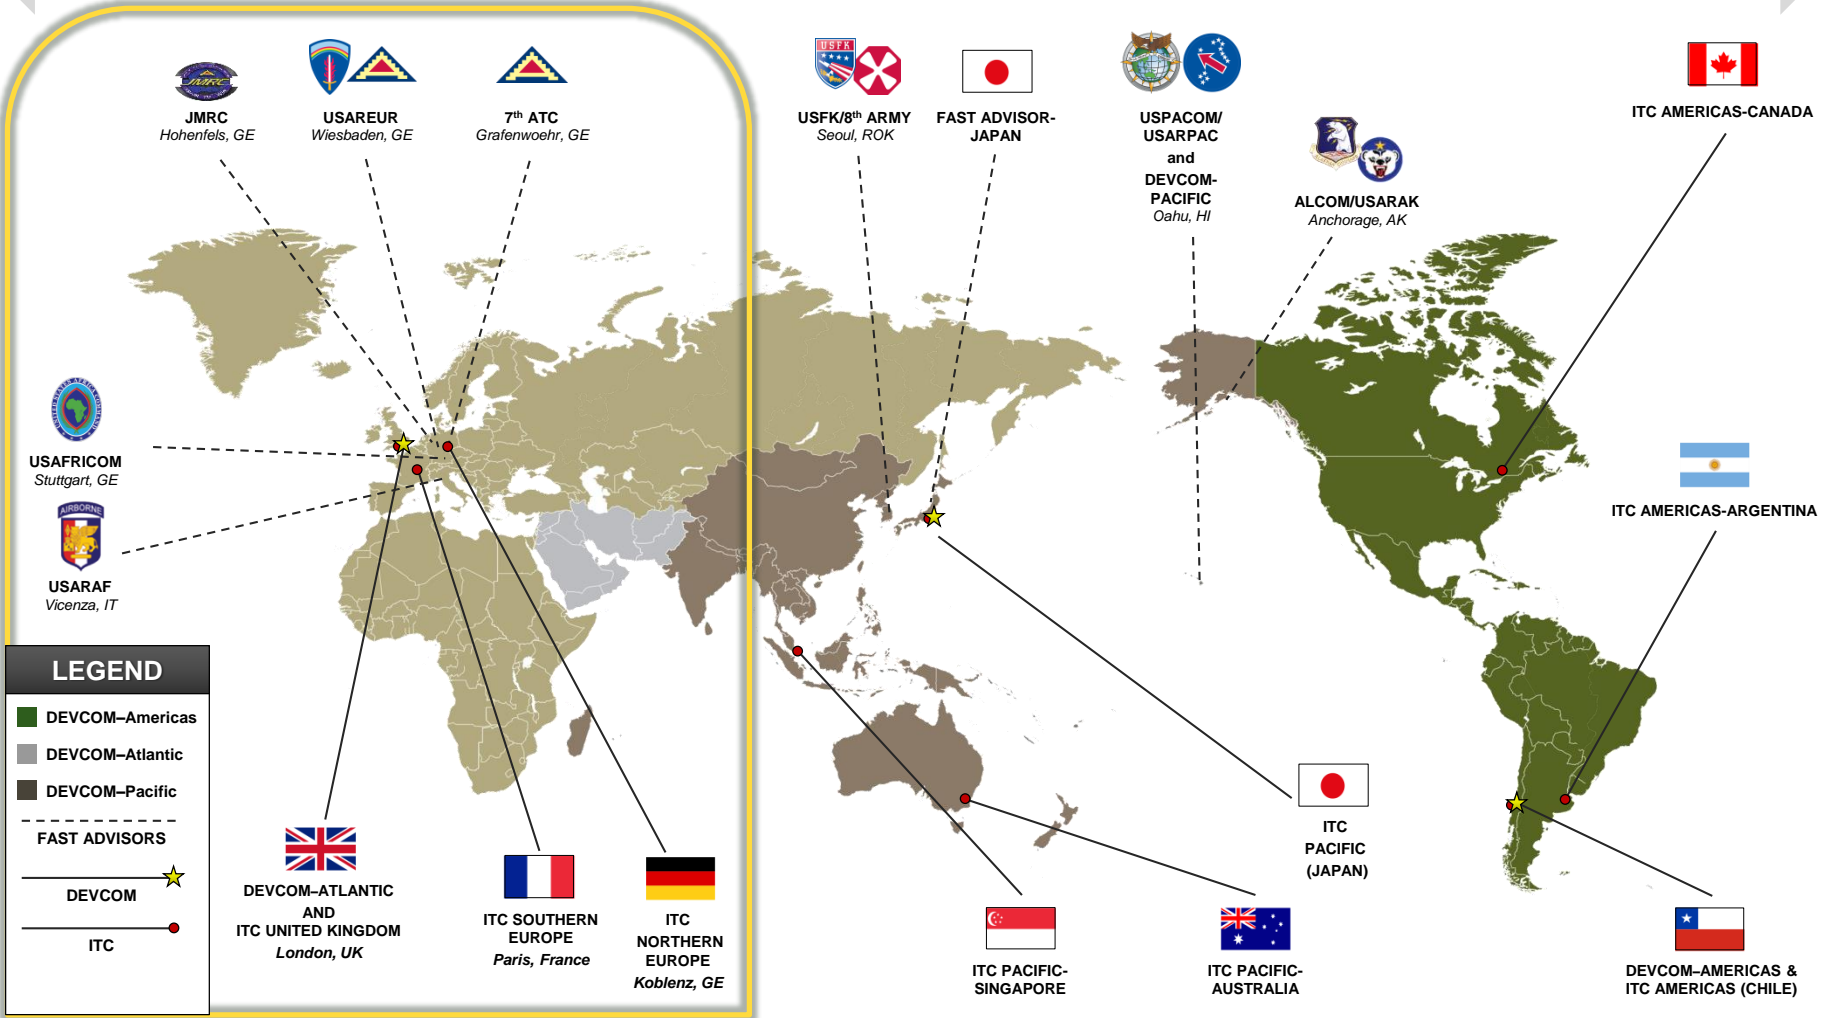 JMRC
Hohenfels, GE
USAREUR
Wiesbaden, GE
7th ATC
Grafenwoehr, GE
USFK
USFK/8th ARMY
Seoul, ROK
FAST ADVISOR-
JAPAN
USPACOM/
USARPAC
and
DEVCOM-
PACIFIC
Oahu, HI
ALCOM/USARAK
Anchorage, AK
ITC AMERICAS-CANADA
USAFRICOM
Stuttgart, GE
AIRBORNE
USARAF
Vicenza, IT
ITC AMERICAS-ARGENTINA
LEGEND
DEVCOM–Americas
DEVCOM–Atlantic
DEVCOM–Pacific
FAST ADVISORS
DEVCOM
ITC
DEVCOM–ATLANTIC
AND
ITC UNITED KINGDOM
London, UK
ITC SOUTHERN
EUROPE
Paris, France
ITC
NORTHERN
EUROPE
Koblenz, GE
ITC
PACIFIC
(JAPAN)
ITC PACIFIC-
SINGAPORE
ITC PACIFIC-
AUSTRALIA
DEVCOM–AMERICAS &
ITC AMERICAS (CHILE)